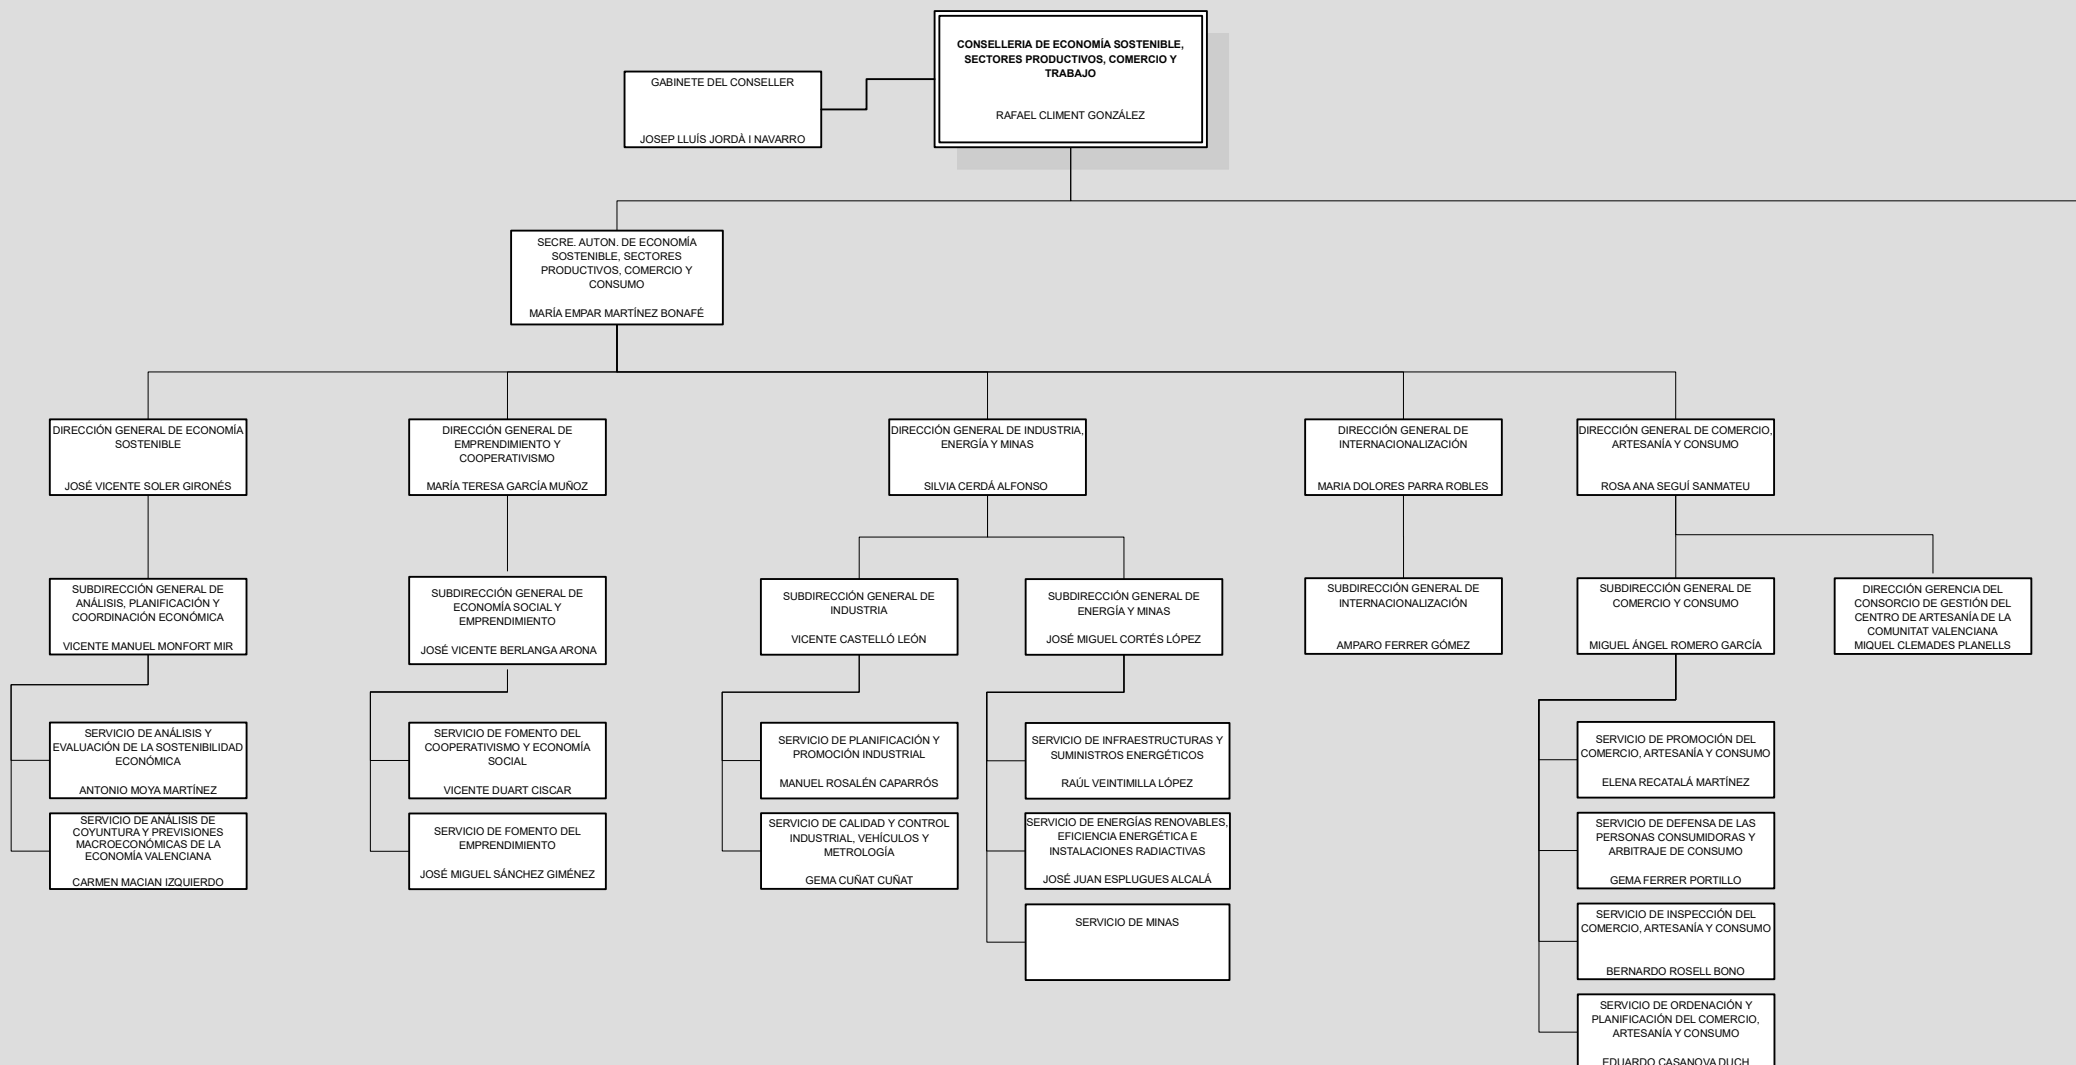 CONSELLERIA DE ECONOMÍA SOSTENIBLE,
SECTORES PRODUCTIVOS, COMERCIO Y
TRABAJO
RAFAEL CLIMENT GONZÁLEZ
GABINETE DEL CONSELLER
JOSEP LLUÍS JORDÀ I NAVARRO
SECRE. AUTON. DE ECONOMÍA
SOSTENIBLE, SECTORES
PRODUCTIVOS, COMERCIO Y
CONSUMO
MARÍA EMPAR MARTÍNEZ BONAFÉ
DIRECCIÓN GENERAL DE ECONOMÍA
SOSTENIBLE
JOSÉ VICENTE SOLER GIRONÉS
DIRECCIÓN GENERAL DE
EMPRENDIMIENTO Y
COOPERATIVISMO
MARÍA TERESA GARCÍA MUÑOZ
DIRECCIÓN GENERAL DE INDUSTRIA,
ENERGÍA Y MINAS
SILVIA CERDÁ ALFONSO
DIRECCIÓN GENERAL DE
INTERNACIONALIZACIÓN
MARIA DOLORES PARRA ROBLES
DIRECCIÓN GENERAL DE COMERCIO,
ARTESANÍA Y CONSUMO
ROSA ANA SEGUÍ SANMATEU
SUBDIRECCIÓN GENERAL DE
ANÁLISIS, PLANIFICACIÓN Y
COORDINACIÓN ECONÓMICA
VICENTE MANUEL MONFORT MIR
SUBDIRECCIÓN GENERAL DE
ECONOMÍA SOCIAL Y
EMPRENDIMIENTO
JOSÉ VICENTE BERLANGA ARONA
SUBDIRECCIÓN GENERAL DE
INDUSTRIA
VICENTE CASTELLÓ LEÓN
SUBDIRECCIÓN GENERAL DE
ENERGÍA Y MINAS
JOSÉ MIGUEL CORTÉS LÓPEZ
SUBDIRECCIÓN GENERAL DE
INTERNACIONALIZACIÓN
AMPARO FERRER GÓMEZ
SUBDIRECCIÓN GENERAL DE
COMERCIO Y CONSUMO
MIGUEL ÁNGEL ROMERO GARCÍA
DIRECCIÓN GERENCIA DEL
CONSORCIO DE GESTIÓN DEL
CENTRO DE ARTESANÍA DE LA
COMUNITAT VALENCIANA
MIQUEL CLEMADES PLANELLS
SERVICIO DE ANÁLISIS Y
EVALUACIÓN DE LA SOSTENIBILIDAD
ECONÓMICA
ANTONIO MOYA MARTÍNEZ
SERVICIO DE ANÁLISIS DE
COYUNTURA Y PREVISIONES
MACROECONÓMICAS DE LA
ECONOMÍA VALENCIANA
CARMEN MACIAN IZQUIERDO
SERVICIO DE FOMENTO DEL
COOPERATIVISMO Y ECONOMÍA
SOCIAL
VICENTE DUART CISCAR
SERVICIO DE FOMENTO DEL
EMPRENDIMIENTO
JOSÉ MIGUEL SÁNCHEZ GIMÉNEZ
SERVICIO DE PLANIFICACIÓN Y
PROMOCIÓN INDUSTRIAL
MANUEL ROSALÉN CAPARRÓS
SERVICIO DE CALIDAD Y CONTROL
INDUSTRIAL, VEHÍCULOS Y
METROLOGÍA
GEMA CUÑAT CUÑAT
SERVICIO DE INFRAESTRUCTURAS Y
SUMINISTROS ENERGÉTICOS
RAÚL VEINTIMILLA LÓPEZ
SERVICIO DE ENERGÍAS RENOVABLES,
EFICIENCIA ENERGÉTICA E
INSTALACIONES RADIACTIVAS
JOSÉ JUAN ESPLUGUES ALCALÁ
SERVICIO DE MINAS
SERVICIO DE PROMOCIÓN DEL
COMERCIO, ARTESANÍA Y CONSUMO
ELENA RECATALÁ MARTÍNEZ
SERVICIO DE DEFENSA DE LAS
PERSONAS CONSUMIDORAS Y
ARBITRAJE DE CONSUMO
GEMA FERRER PORTILLO
SERVICIO DE INSPECCIÓN DEL
COMERCIO, ARTESANÍA Y CONSUMO
BERNARDO ROSELL BONO
SERVICIO DE ORDENACIÓN Y
PLANIFICACIÓN DEL COMERCIO,
ARTESANÍA Y CONSUMO
EDUARDO CASANOVA DUCH